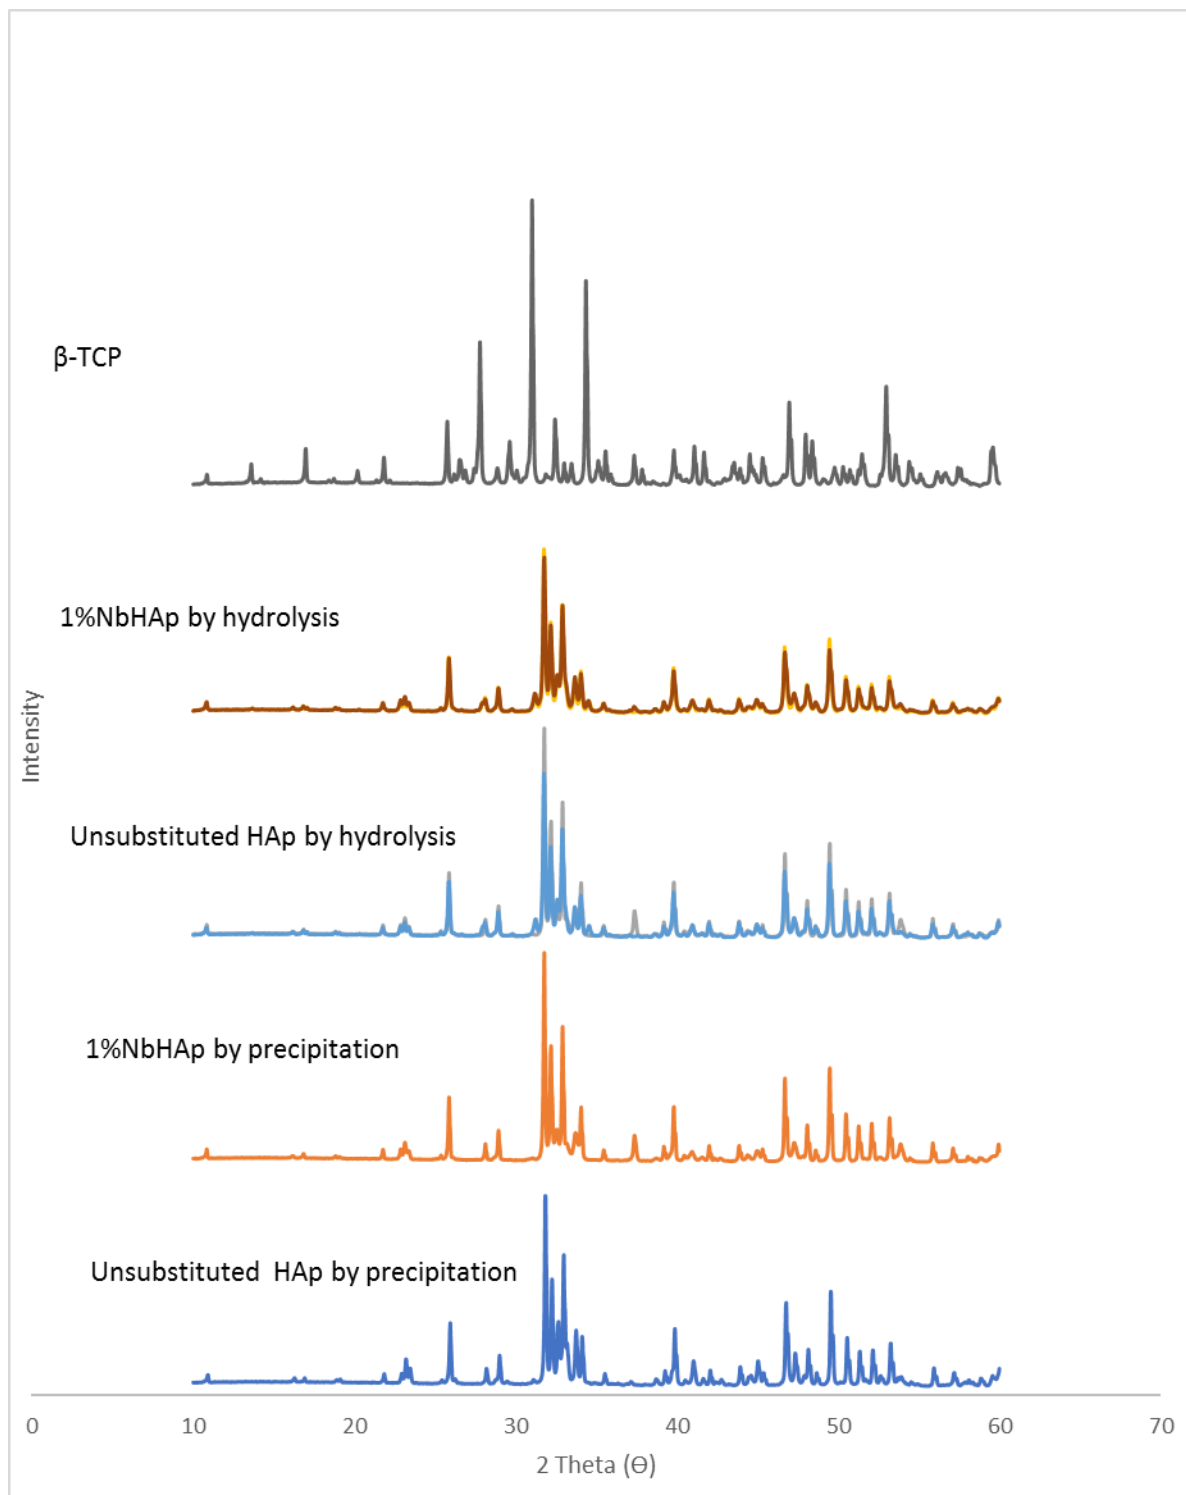 β-TCP
1%NbHAp by hydrolysis
Intensity
Unsubstituted HAp by hydrolysis
1%NbHAp by precipitation
Unsubstituted  HAp by precipitation
0 10 20 30 40 50 60 70
2 Theta (Ɵ)